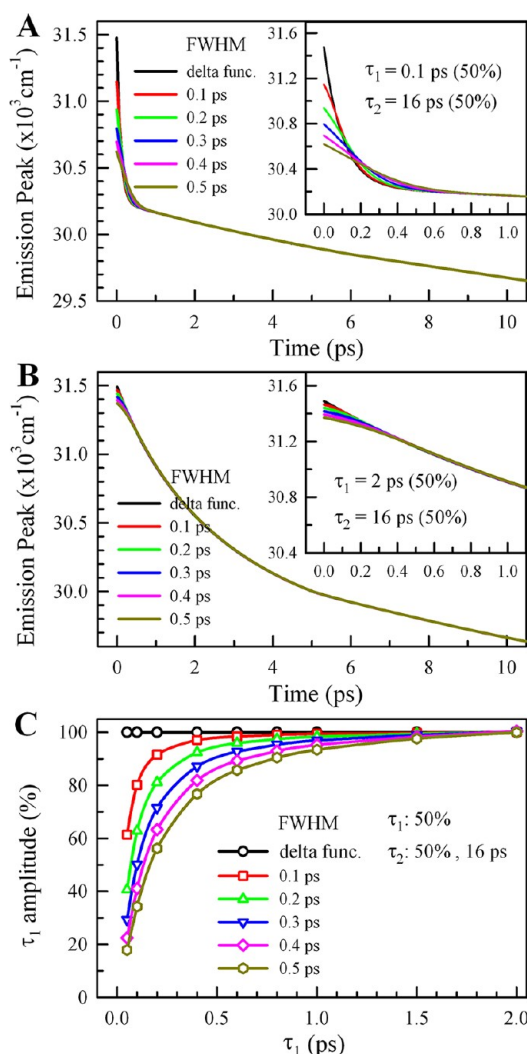 A
Emission Peak (x10³cm⁻¹)
31.5
31.0
30.5
30.0
29.5
FWHM
delta func.
0.1 ps
0.2 ps
0.3 ps
0.4 ps
0.5 ps
31.6
31.2
30.8
30.4
30.0
τ₁ = 0.1 ps (50%)
τ₂ = 16 ps (50%)
0.0 0.2 0.4 0.6 0.8 1.0
0 2 4 6 8 10
Time (ps)
B
Emission Peak (x10³cm⁻¹)
31.5
31.0
30.5
30.0
FWHM
delta func.
0.1 ps
0.2 ps
0.3 ps
0.4 ps
0.5 ps
31.6
31.2
30.8
30.4
τ₁ = 2 ps (50%)
τ₂ = 16 ps (50%)
0.0 0.2 0.4 0.6 0.8 1.0
0 2 4 6 8 10
Time (ps)
C
τ₁ amplitude (%)
100
80
60
40
20
0
FWHM
delta func.
0.1 ps
0.2 ps
0.3 ps
0.4 ps
0.5 ps
τ₁: 50%
τ₂: 50% , 16 ps
0.0 0.5 1.0 1.5 2.0
τ₁ (ps)